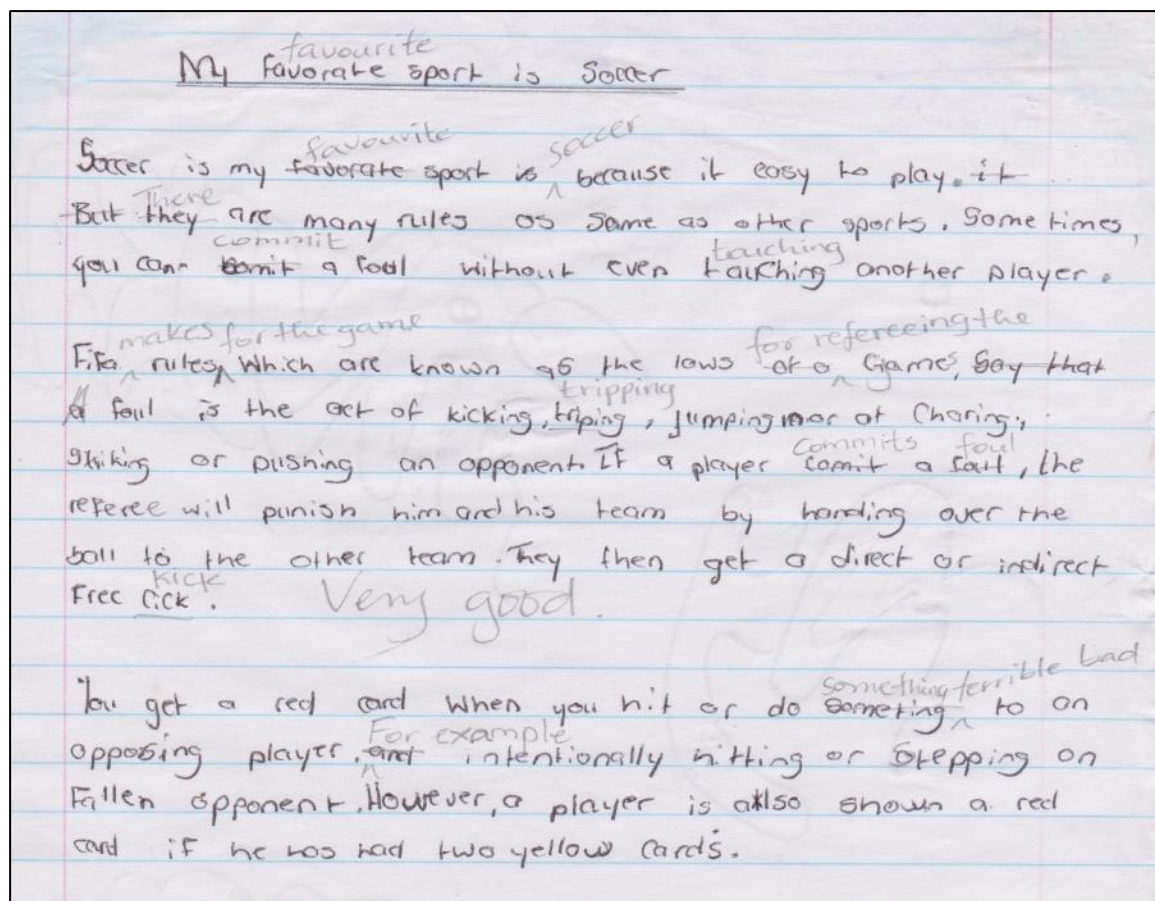 favourite
My Favorate sport is Soccer
favourite soccer
Soccer is my favorate sport is because it easy to play. it
There
But they are many rules as same as other sports. Sometimes,
commit touching
you can comit a foul without even tauching another player.
makes for the game for refereeing the
Fifa rules, Which are known as the laws of a Games, Say that
tripping
A foul is the act of kicking, triping, jumping or at Charing,
commits foul
Striking or pushing an opponent. If a player comit a faul, the
referee will punish him and his team by handing over the
ball to the other team. They then get a direct or indirect
kick
Free cick. Very good.
something terrible bad
You get a red card when you hit or do someting to an
For example
opposing player. and intentionally hitting or Stepping on
Fallen opponent. However, a player is also shown a red
card if he has had two yellow Cards.